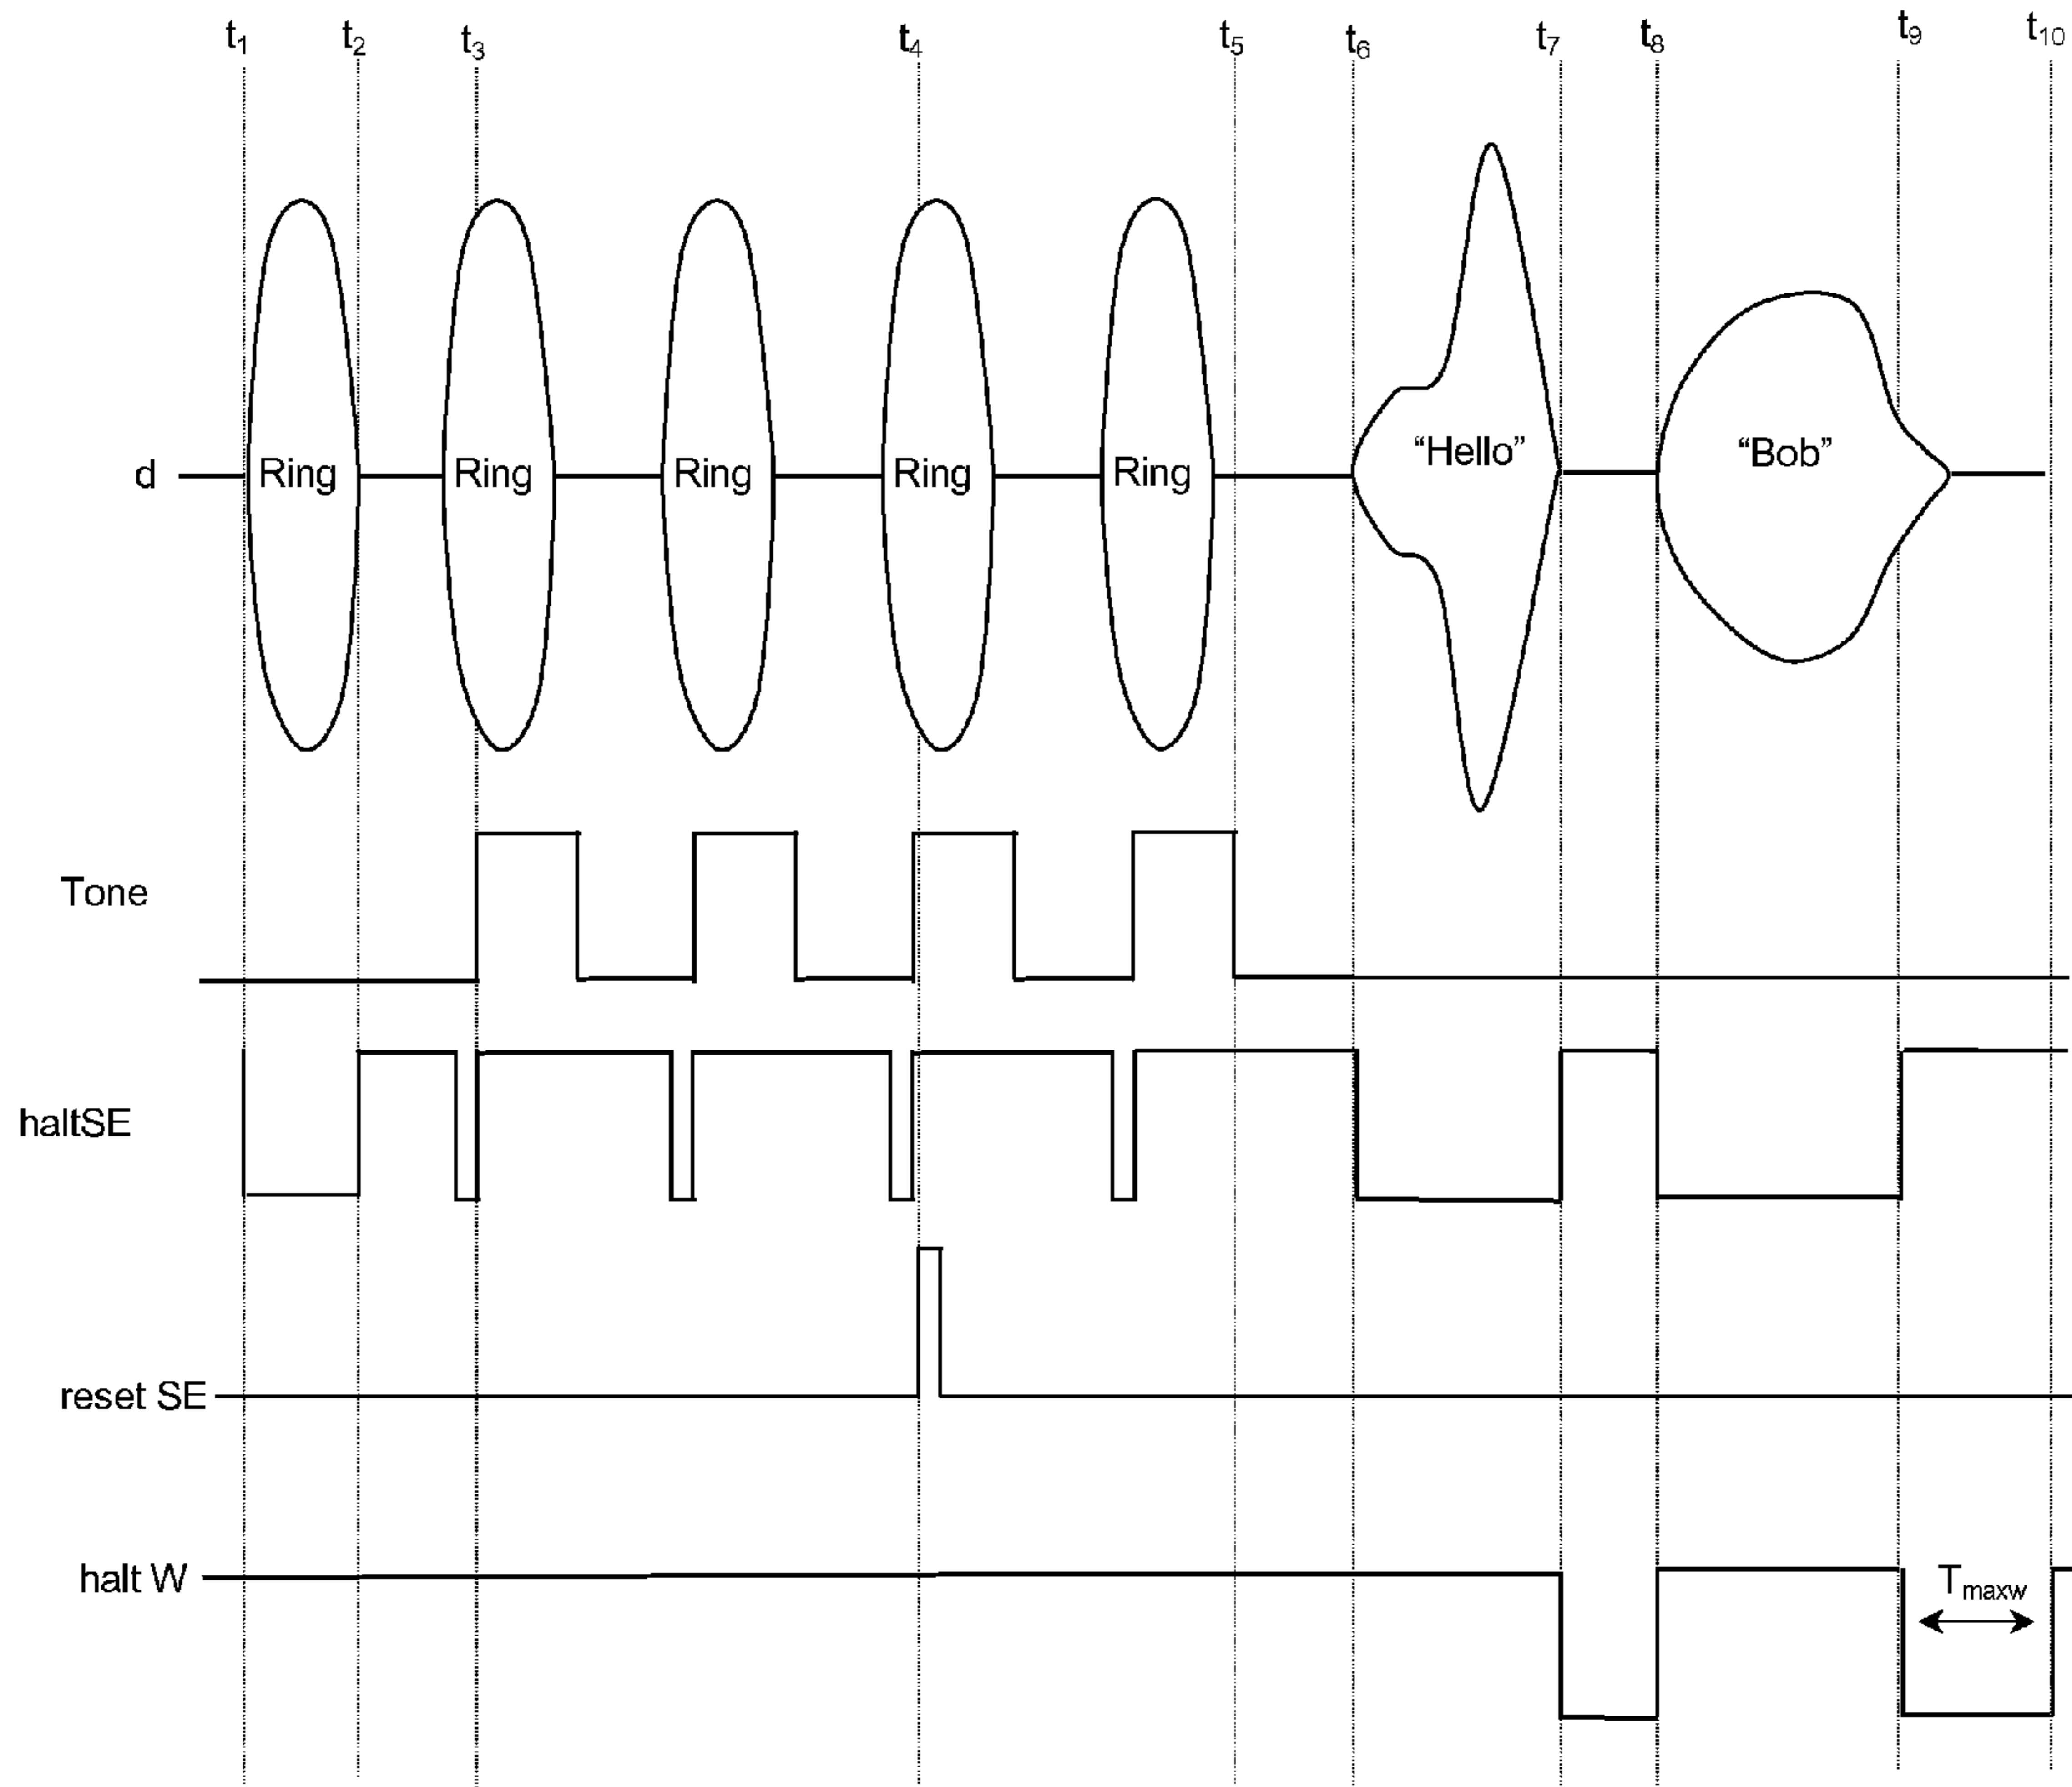 t1 t2 t3 t4 t5 t6 t7 t8 t9 t10
d Ring Ring Ring Ring Ring “Hello” “Bob”
Tone
haltSE
reset SE
halt W
Tmaxw